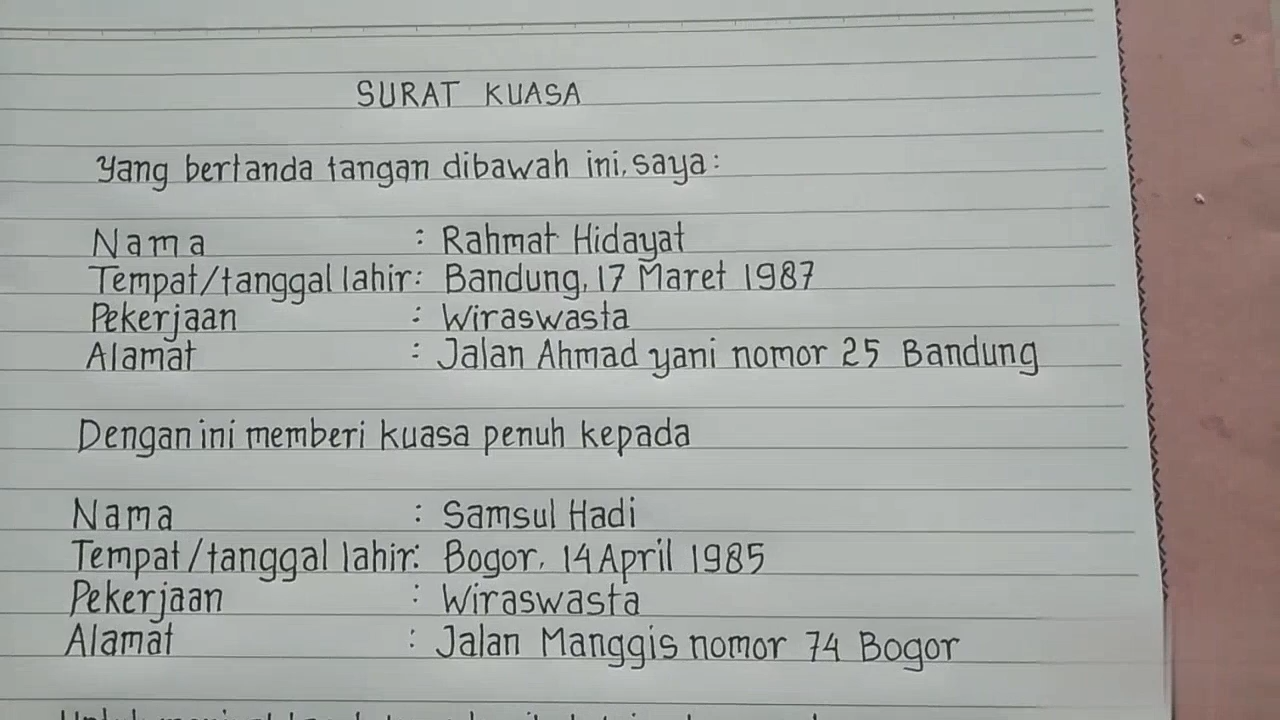 SURAT KUASA
Yang bertanda tangan dibawah ini, saya:
Nama : Rahmat Hidayat
Tempat/tanggal lahir: Bandung, 17 Maret 1987
Pekerjaan : Wiraswasta
Alamat : Jalan Ahmad yani nomor 25 Bandung
Dengan ini memberi kuasa penuh kepada
Nama : Samsul Hadi
Tempat/tanggal lahir: Bogor, 14 April 1985
Pekerjaan : Wiraswasta
Alamat : Jalan Manggis nomor 74 Bogor